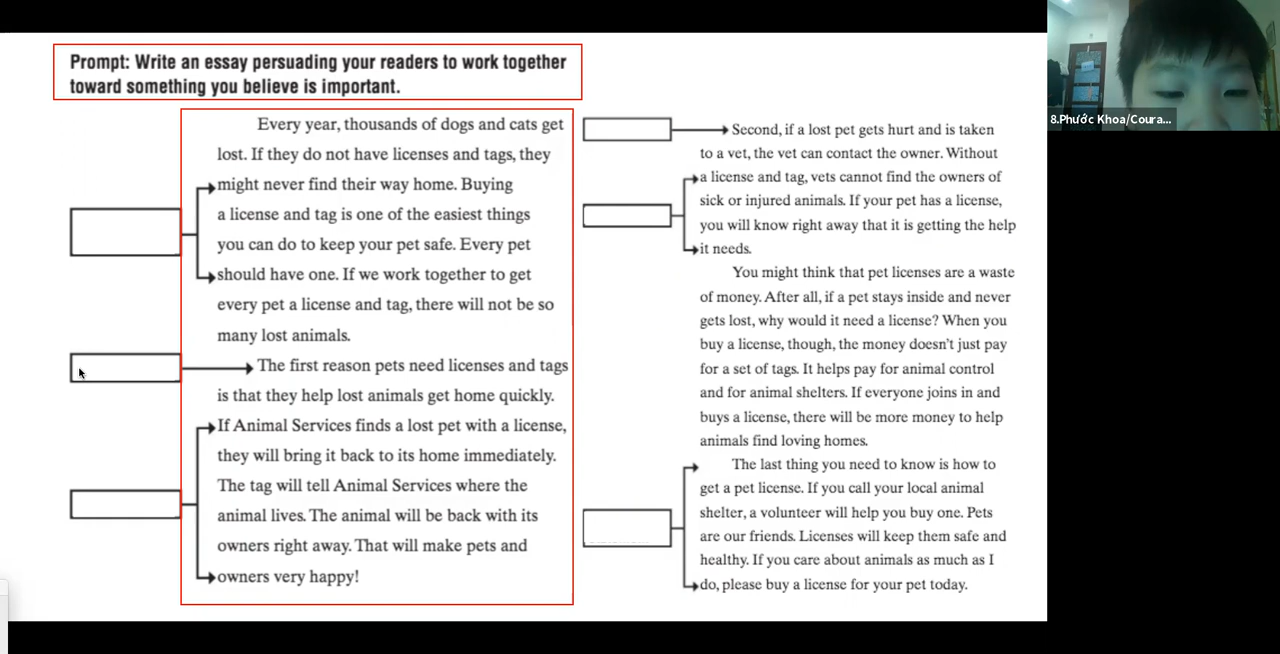 Prompt: Write an essay persuading your readers to work together
toward something you believe is important.
Every year, thousands of dogs and cats get
lost. If they do not have licenses and tags, they
might never find their way home. Buying
a license and tag is one of the easiest things
you can do to keep your pet safe. Every pet
should have one. If we work together to get
every pet a license and tag, there will not be so
many lost animals.
The first reason pets need licenses and tags
is that they help lost animals get home quickly.
If Animal Services finds a lost pet with a license,
they will bring it back to its home immediately.
The tag will tell Animal Services where the
animal lives. The animal will be back with its
owners right away. That will make pets and
owners very happy!
Second, if a lost pet gets hurt and is taken
to a vet, the vet can contact the owner. Without
a license and tag, vets cannot find the owners of
sick or injured animals. If your pet has a license,
you will know right away that it is getting the help
it needs.
You might think that pet licenses are a waste
of money. After all, if a pet stays inside and never
gets lost, why would it need a license? When you
buy a license, though, the money doesn't just pay
for a set of tags. It helps pay for animal control
and for animal shelters. If everyone joins in and
buys a license, there will be more money to help
animals find loving homes.
The last thing you need to know is how to
get a pet license. If you call your local animal
shelter, a volunteer will help you buy one. Pets
are our friends. Licenses will keep them safe and
healthy. If you care about animals as much as I
do, please buy a license for your pet today.
8.Phước Khoa/Coura...